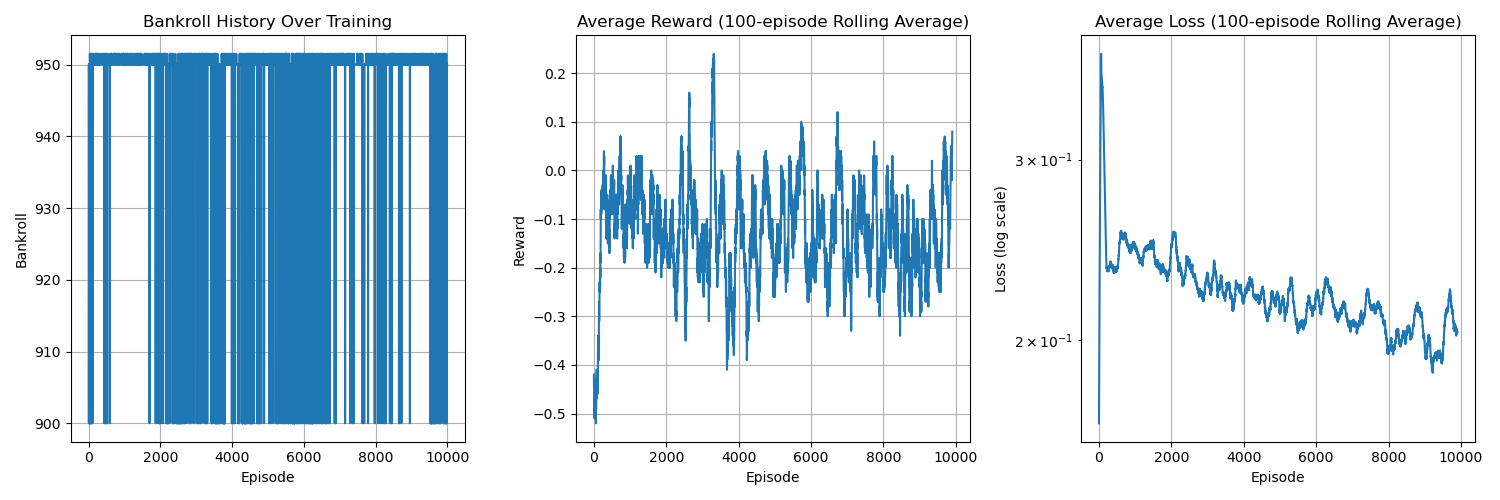 Bankroll History Over Training
950
940
930
920
910
900
Bankroll
0
2000
4000
6000
8000
10000
Episode
Average Reward (100-episode Rolling Average)
0.2
0.1
0.0
−0.1
−0.2
−0.3
−0.4
−0.5
Reward
0
2000
4000
6000
8000
10000
Episode
Average Loss (100-episode Rolling Average)
3 × 10⁻¹
2 × 10⁻¹
Loss (log scale)
0
2000
4000
6000
8000
10000
Episode